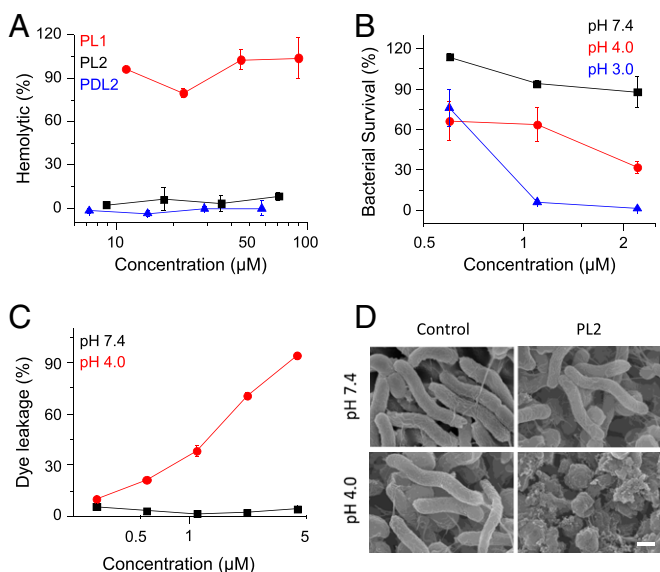 A
PL1
PL2
PDL2
Hemolytic (%)
120
90
60
30
0
10
50
100
Concentration (µM)
B
pH 7.4
pH 4.0
pH 3.0
Bacterial Survival (%)
120
90
60
30
0
0.5
1
2
Concentration (µM)
C
pH 7.4
pH 4.0
Dye leakage (%)
90
60
30
0
0.5
1
5
Concentration (µM)
D
Control
PL2
pH 7.4
pH 4.0